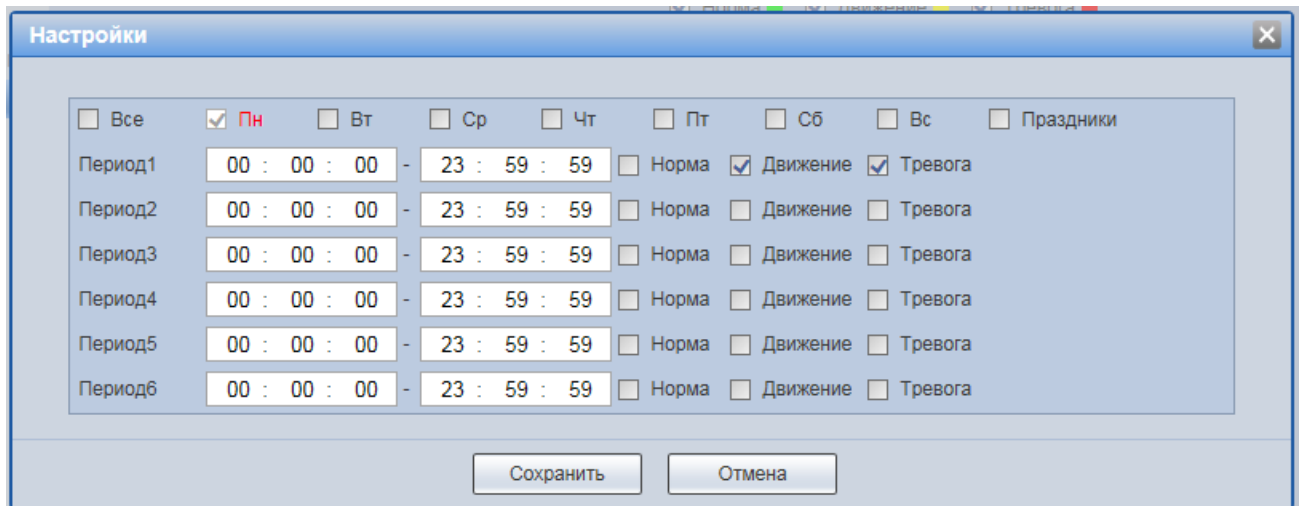 Норма Движение Тревога
Настройки
Все Пн Вт Ср Чт Пт Сб Вс Праздники
Период1 00 : 00 : 00 - 23 : 59 : 59 Норма Движение Тревога
Период2 00 : 00 : 00 - 23 : 59 : 59 Норма Движение Тревога
Период3 00 : 00 : 00 - 23 : 59 : 59 Норма Движение Тревога
Период4 00 : 00 : 00 - 23 : 59 : 59 Норма Движение Тревога
Период5 00 : 00 : 00 - 23 : 59 : 59 Норма Движение Тревога
Период6 00 : 00 : 00 - 23 : 59 : 59 Норма Движение Тревога
Сохранить Отмена